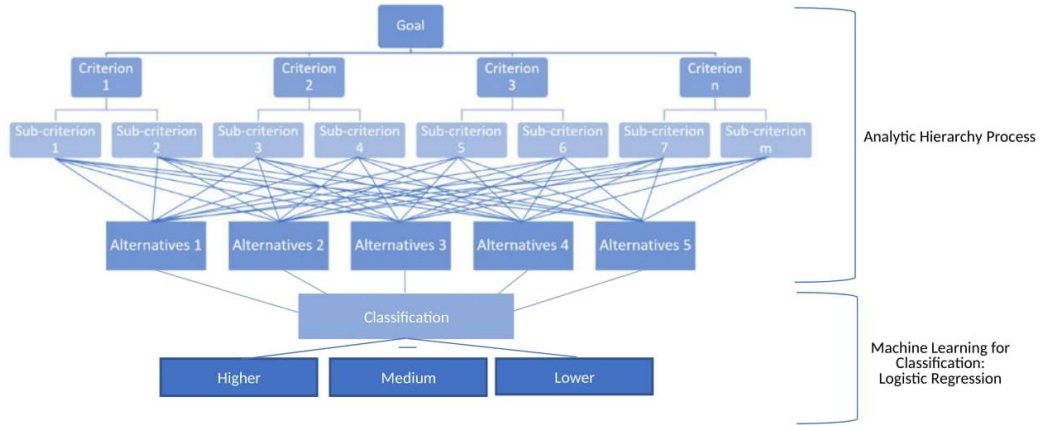 Goal
Criterion
1
Criterion
2
Criterion
3
Criterion
n
Sub-criterion
1
Sub-criterion
2
Sub-criterion
3
Sub-criterion
4
Sub-criterion
5
Sub-criterion
6
Sub-criterion
7
Sub-criterion
m
Analytic Hierarchy Process
Alternatives 1
Alternatives 2
Alternatives 3
Alternatives 4
Alternatives 5
Classification
Higher
Medium
Lower
Machine Learning for
Classification:
Logistic Regression